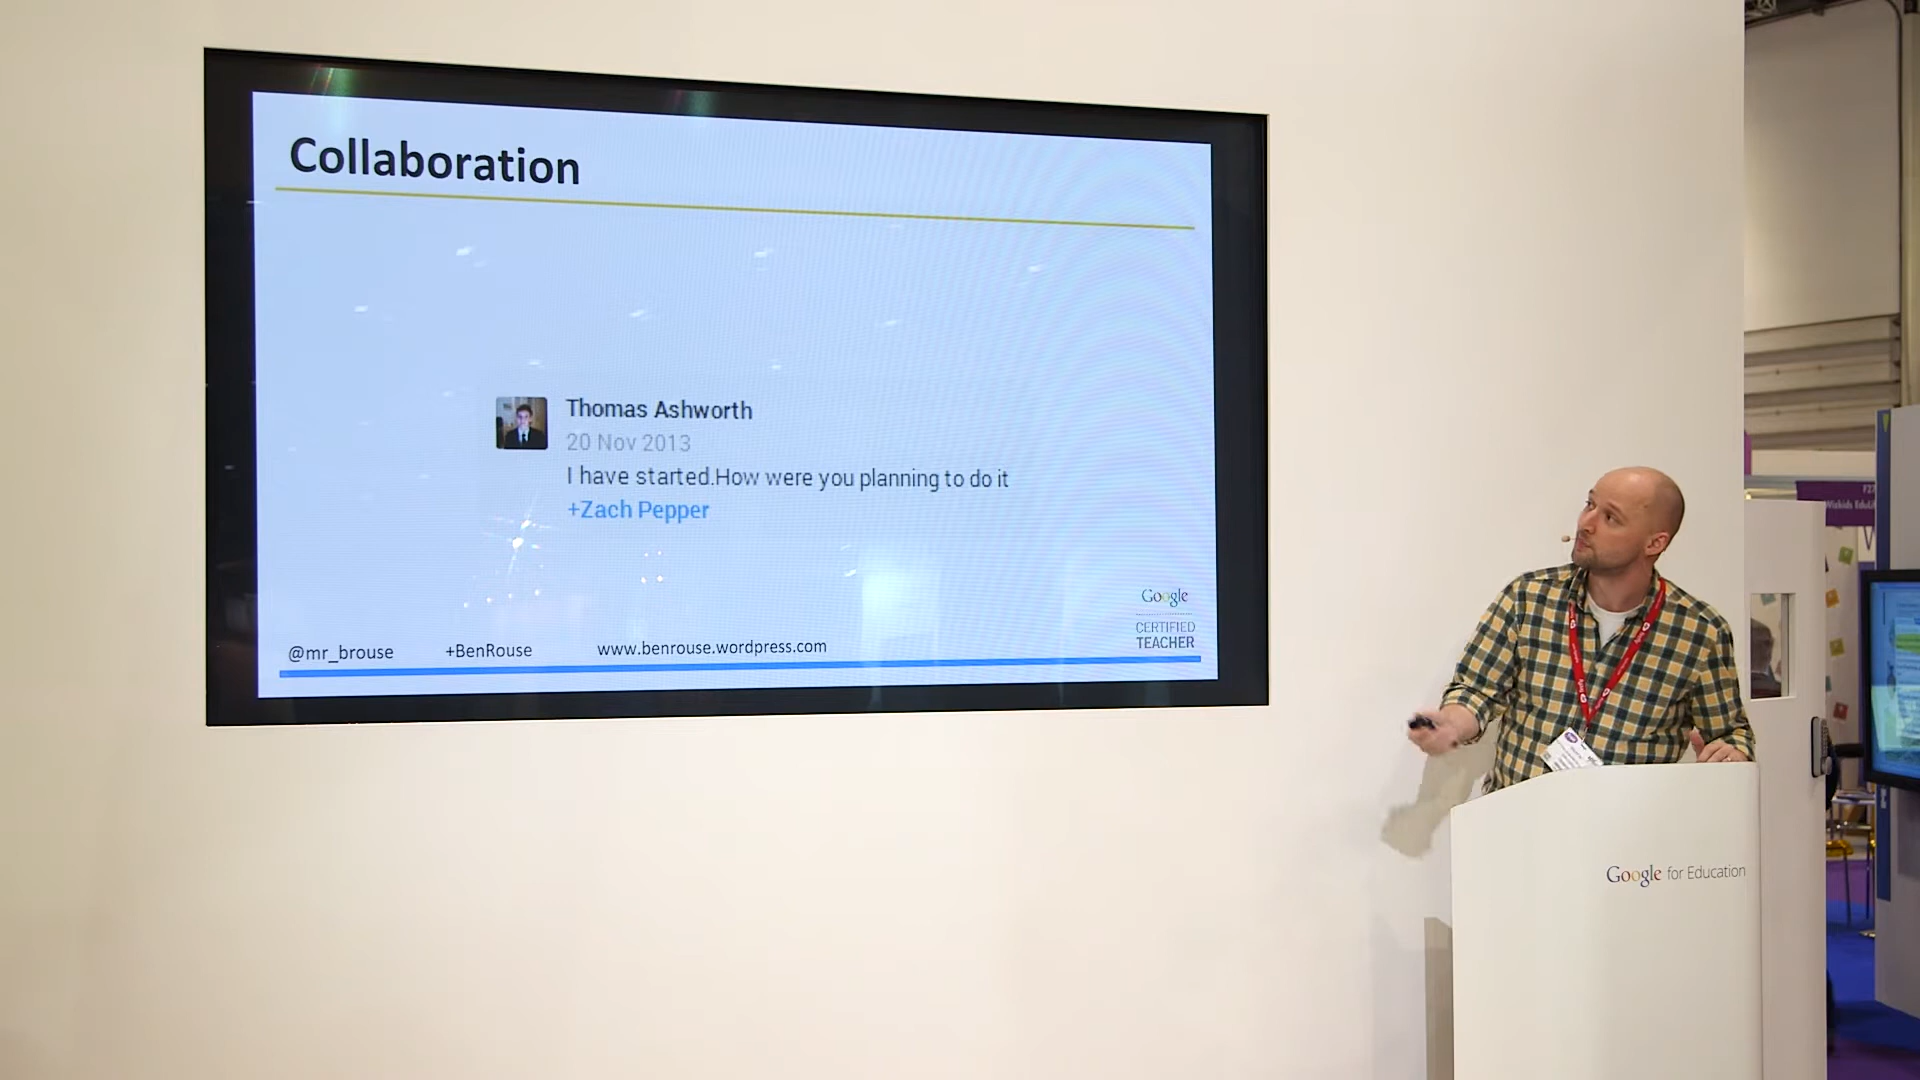 Collaboration
Thomas Ashworth
20 Nov 2013
I have started.How were you planning to do it
+Zach Pepper
@mr_brouse +BenRouse www.benrouse.wordpress.com
Google
CERTIFIED
TEACHER
Google for Education